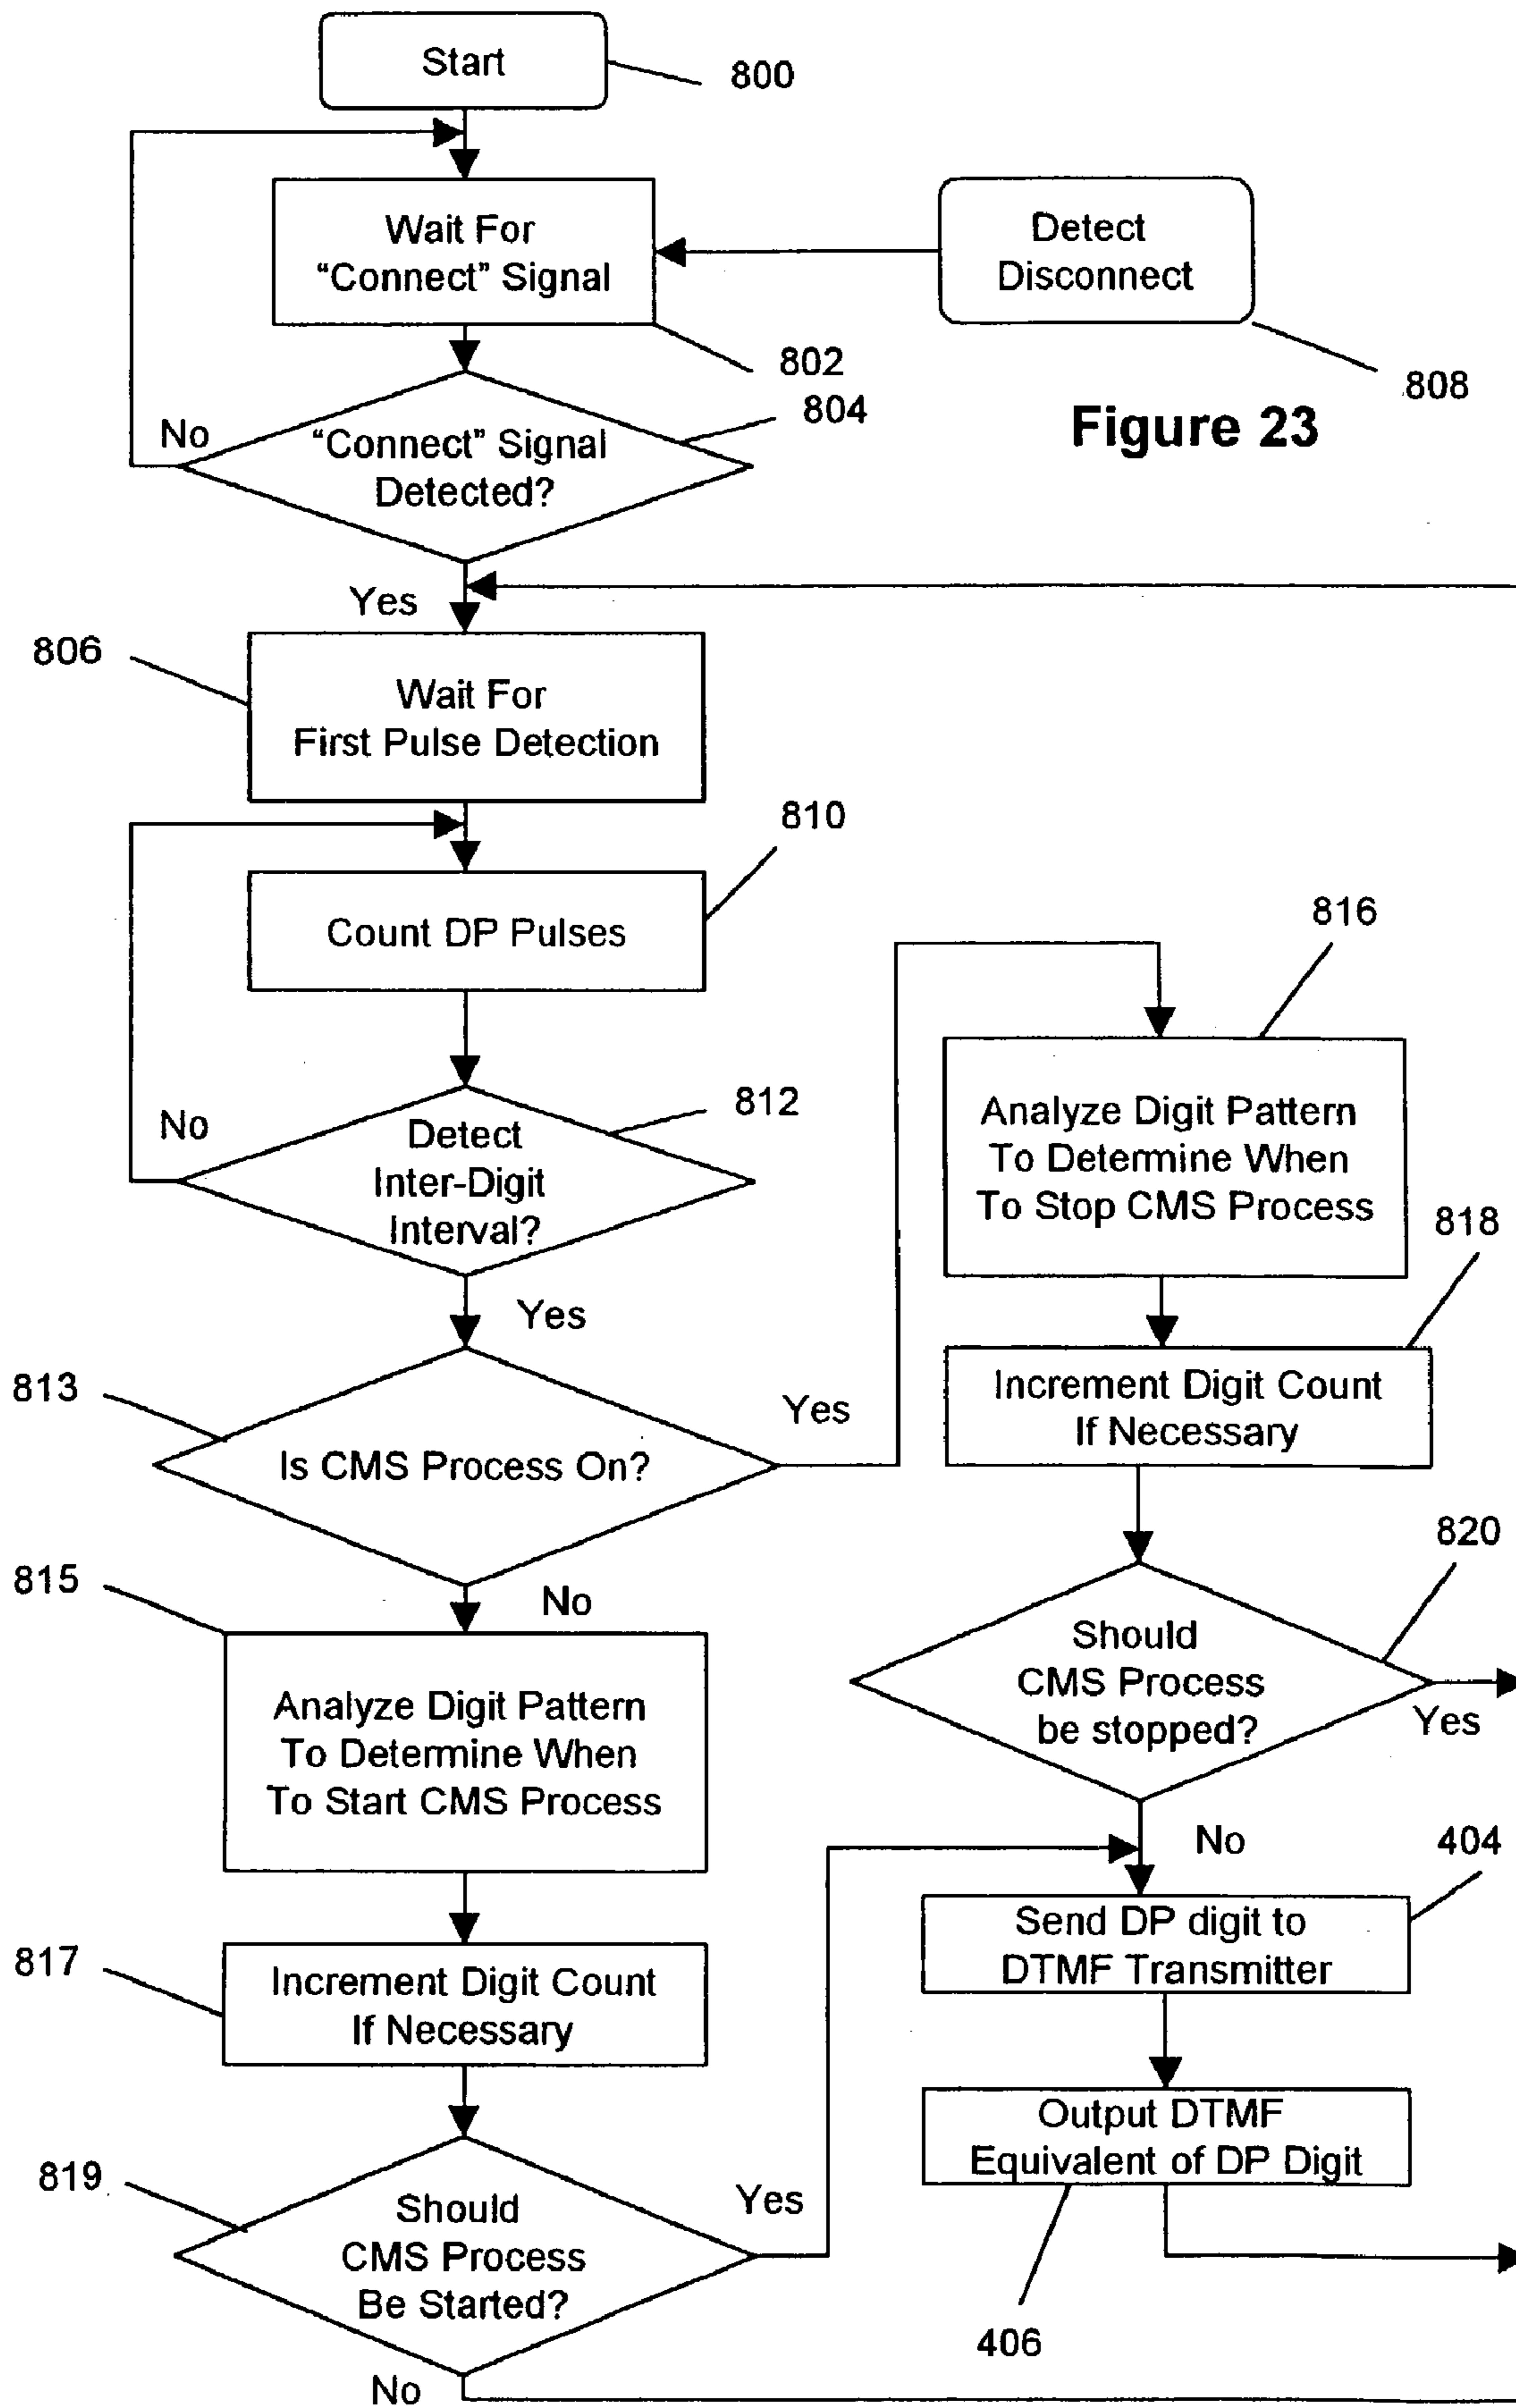 Start
800
Wait For
“Connect” Signal
Detect
Disconnect
802
808
804
Figure 23
No
“Connect” Signal
Detected?
Yes
806
Wait For
First Pulse Detection
810
Count DP Pulses
812
No
Detect
Inter-Digit
Interval?
Yes
813
Is CMS Process On?
Yes
No
815
Analyze Digit Pattern
To Determine When
To Start CMS Process
817
Increment Digit Count
If Necessary
819
Should
CMS Process
Be Started?
Yes
No
816
Analyze Digit Pattern
To Determine When
To Stop CMS Process
818
Increment Digit Count
If Necessary
820
Should
CMS Process
be stopped?
Yes
No
404
Send DP digit to
DTMF Transmitter
Output DTMF
Equivalent of DP Digit
406